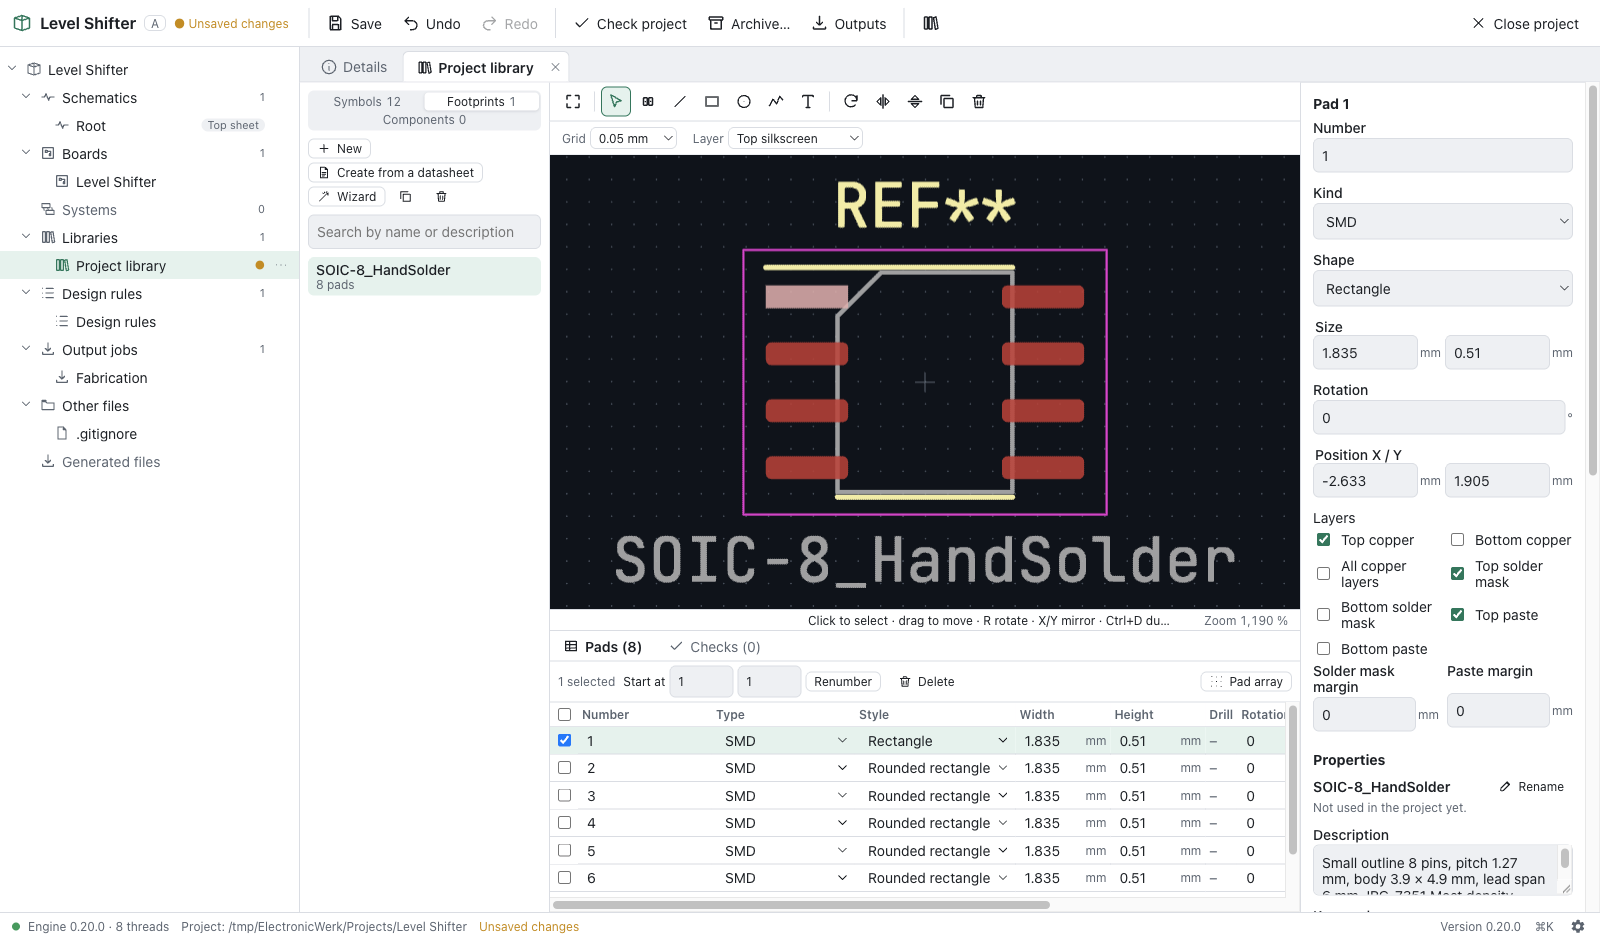 Level Shifter A Unsaved changes Save Undo Redo Check project Archive... Outputs Close project
Level Shifter
Schematics 1
Root Top sheet
Boards 1
Level Shifter
Systems 0
Libraries 1
Project library
Design rules 1
Design rules
Output jobs 1
Fabrication
Other files
.gitignore
Generated files
Details Project library
Symbols 12 Footprints 1
Components 0
New
Create from a datasheet
Wizard
Search by name or description
SOIC-8_HandSolder
8 pads
Grid 0.05 mm Layer Top silkscreen
REF**
SOIC-8_HandSolder
Click to select · drag to move · R rotate · X/Y mirror · Ctrl+D du... Zoom 1,190 %
Pads (8) Checks (0)
1 selected Start at 1 1 Renumber Delete Pad array
Number Type Style Width Height Drill Rotatio
1 SMD Rectangle 1.835 mm 0.51 mm – 0
2 SMD Rounded rectangle 1.835 mm 0.51 mm – 0
3 SMD Rounded rectangle 1.835 mm 0.51 mm – 0
4 SMD Rounded rectangle 1.835 mm 0.51 mm – 0
5 SMD Rounded rectangle 1.835 mm 0.51 mm – 0
6 SMD Rounded rectangle 1.835 mm 0.51 mm – 0
Pad 1
Number
1
Kind
SMD
Shape
Rectangle
Size
1.835 mm 0.51 mm
Rotation
0 °
Position X / Y
-2.633 mm 1.905 mm
Layers
Top copper Bottom copper
All copper layers Top solder mask
Bottom solder mask Top paste
Bottom paste
Solder mask margin Paste margin
0 mm 0 mm
Properties
SOIC-8_HandSolder Rename
Not used in the project yet.
Description
Small outline 8 pins, pitch 1.27
mm, body 3.9 × 4.9 mm, lead span
Engine 0.20.0 · 8 threads Project: /tmp/ElectronicWerk/Projects/Level Shifter Unsaved changes Version 0.20.0 ⌘K